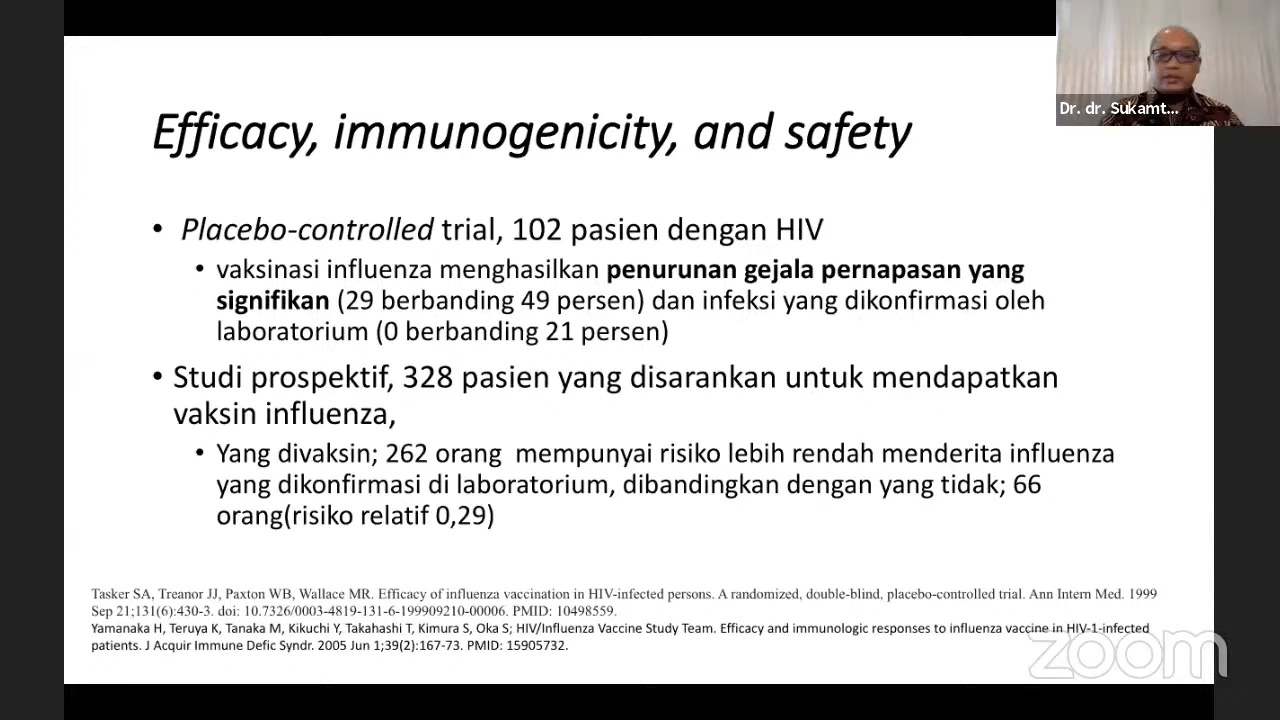 Dr. dr. Sukamt...
Efficacy, immunogenicity, and safety
• Placebo-controlled trial, 102 pasien dengan HIV
• vaksinasi influenza menghasilkan penurunan gejala pernapasan yang
signifikan (29 berbanding 49 persen) dan infeksi yang dikonfirmasi oleh
laboratorium (0 berbanding 21 persen)
• Studi prospektif, 328 pasien yang disarankan untuk mendapatkan
vaksin influenza,
• Yang divaksin; 262 orang mempunyai risiko lebih rendah menderita influenza
yang dikonfirmasi di laboratorium, dibandingkan dengan yang tidak; 66
orang(risiko relatif 0,29)
Tasker SA, Treanor JJ, Paxton WB, Wallace MR. Efficacy of influenza vaccination in HIV-infected persons. A randomized, double-blind, placebo-controlled trial. Ann Intern Med. 1999
Sep 21;131(6):430-3. doi: 10.7326/0003-4819-131-6-199909210-00006. PMID: 10498559.
Yamanaka H, Teruya K, Tanaka M, Kikuchi Y, Takahashi T, Kimura S, Oka S; HIV/Influenza Vaccine Study Team. Efficacy and immunologic responses to influenza vaccine in HIV-1-infected
patients. J Acquir Immune Defic Syndr. 2005 Jun 1;39(2):167-73. PMID: 15905732.
zoom